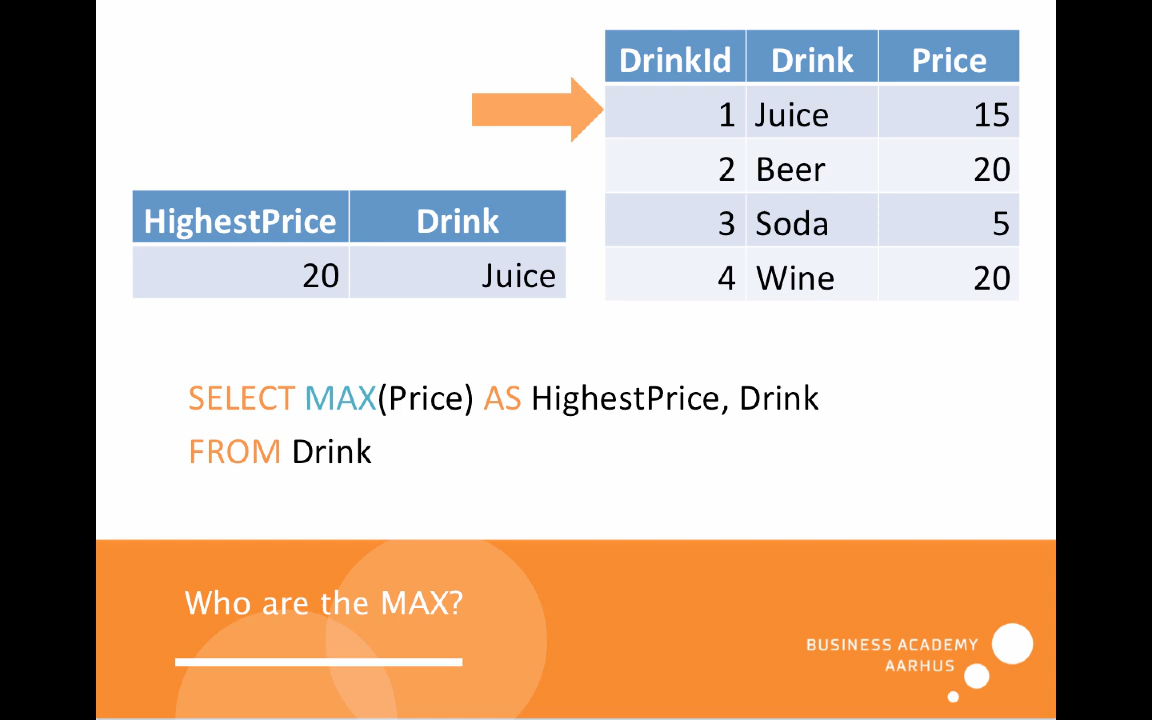 DrinkId Drink Price
1 Juice 15
2 Beer 20
3 Soda 5
4 Wine 20
HighestPrice Drink
20 Juice
SELECT MAX(Price) AS HighestPrice, Drink
FROM Drink
Who are the MAX?
BUSINESS ACADEMY
AARHUS